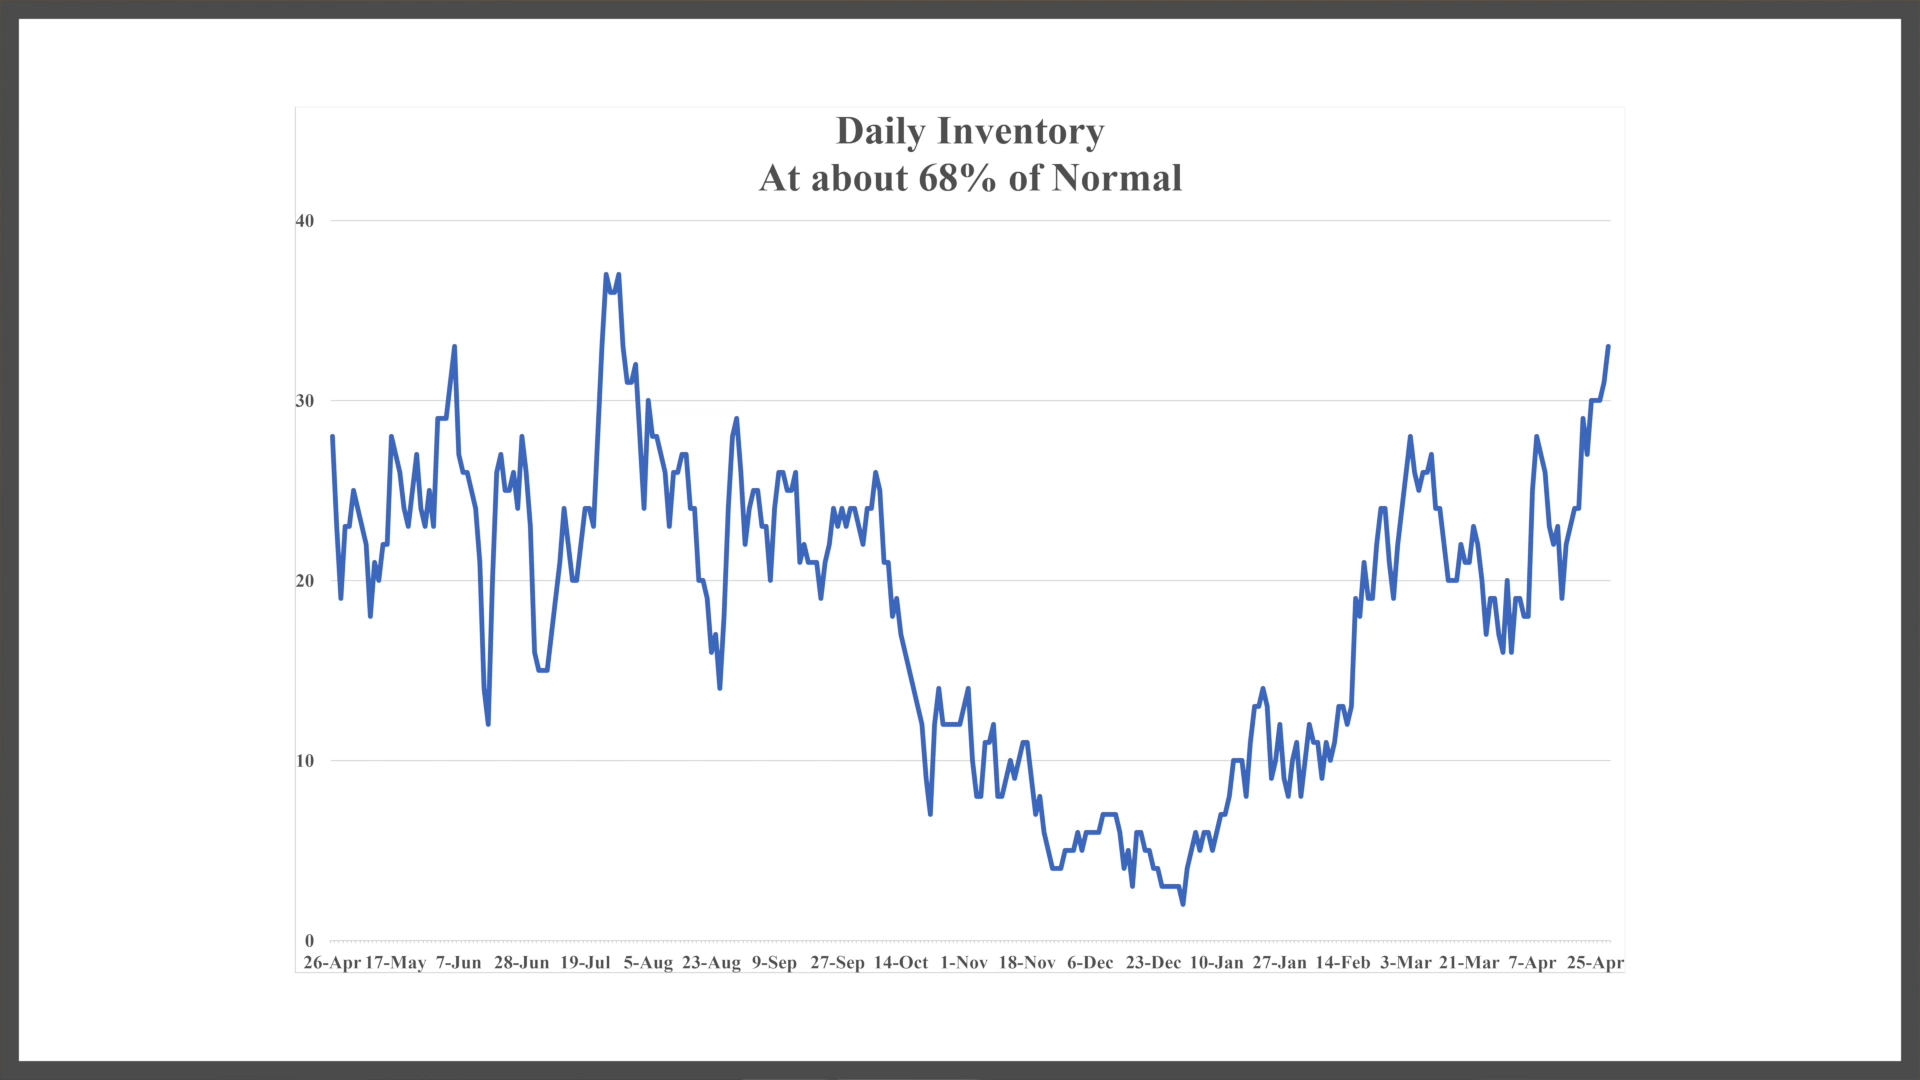 Daily Inventory
At about 68% of Normal
40
30
20
10
0
26-Apr 17-May 7-Jun 28-Jun 19-Jul 5-Aug 23-Aug 9-Sep 27-Sep 14-Oct 1-Nov 18-Nov 6-Dec 23-Dec 10-Jan 27-Jan 14-Feb 3-Mar 21-Mar 7-Apr 25-Apr